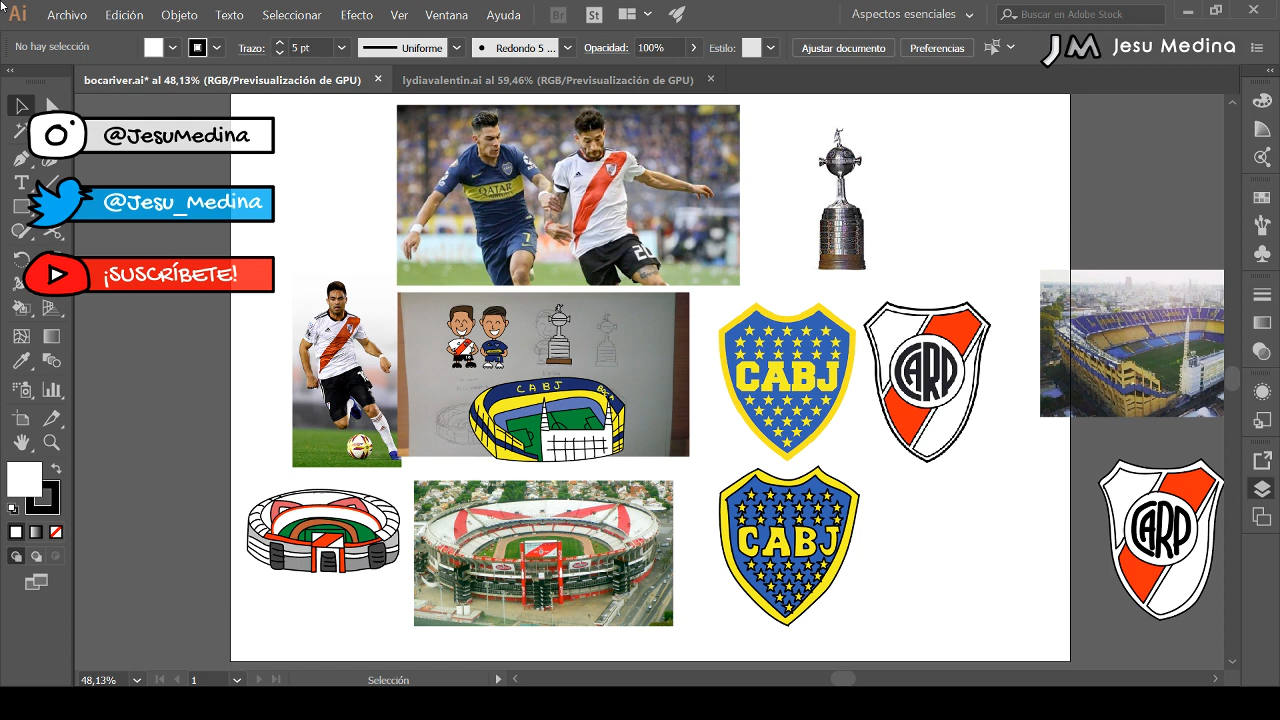 Ai Archivo Edición Objeto Texto Seleccionar Efecto Ver Ventana Ayuda Br St Aspectos esenciales Buscar en Adobe Stock
No hay selección Trazo: 5 pt Uniforme Redondo 5 ... Opacidad: 100% Estilo: Ajustar documento Preferencias
JM Jesu Medina
bocariver.ai* al 48,13% (RGB/Previsualización de GPU) × lydiavalentin.ai al 59,46% (RGB/Previsualización de GPU) ×
@JesuMedina
@Jesu_Medina
¡SUSCRÍBETE!
QATAR
7
20
CABJ
CABJ
CARP
CABJ
CARP
48,13% 1 Selección